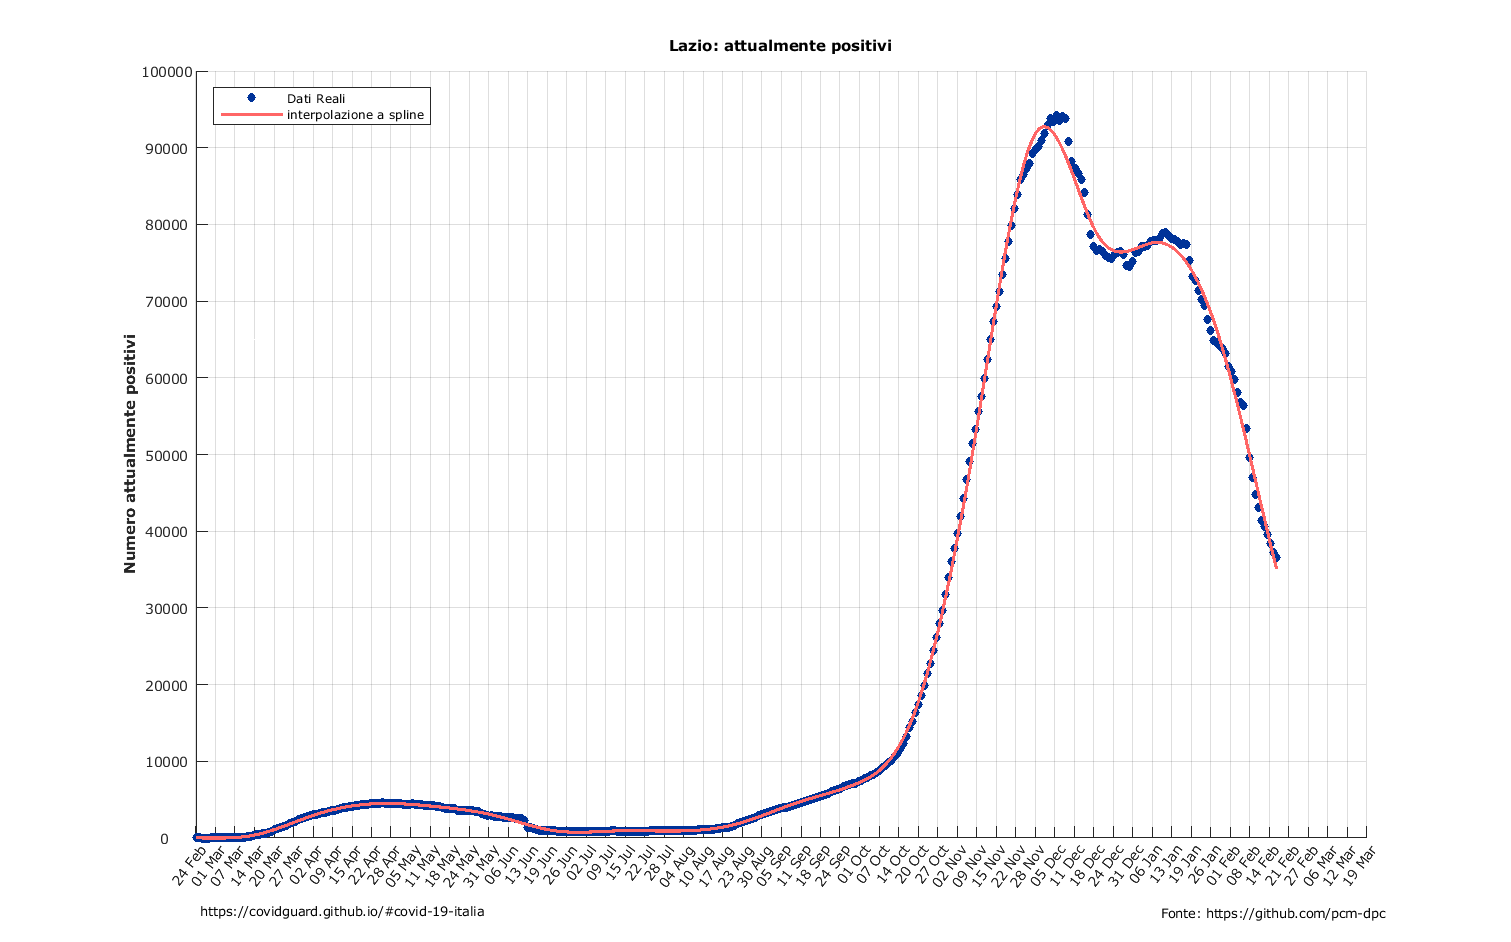 Lazio: attualmente positivi
100000
90000
80000
70000
60000
50000
40000
30000
20000
10000
0
Numero attualmente positivi
Dati Reali
interpolazione a spline
24 Feb
01 Mar
07 Mar
14 Mar
20 Mar
27 Mar
02 Apr
09 Apr
15 Apr
22 Apr
28 Apr
05 May
11 May
18 May
24 May
31 May
06 Jun
13 Jun
19 Jun
26 Jun
02 Jul
09 Jul
15 Jul
22 Jul
28 Jul
04 Aug
10 Aug
17 Aug
23 Aug
30 Aug
05 Sep
11 Sep
18 Sep
24 Sep
01 Oct
07 Oct
14 Oct
20 Oct
27 Oct
02 Nov
09 Nov
15 Nov
22 Nov
28 Nov
05 Dec
11 Dec
18 Dec
24 Dec
31 Dec
06 Jan
13 Jan
19 Jan
26 Jan
01 Feb
08 Feb
14 Feb
21 Feb
27 Feb
06 Mar
12 Mar
19 Mar
https://covidguard.github.io/#covid-19-italia
Fonte: https://github.com/pcm-dpc